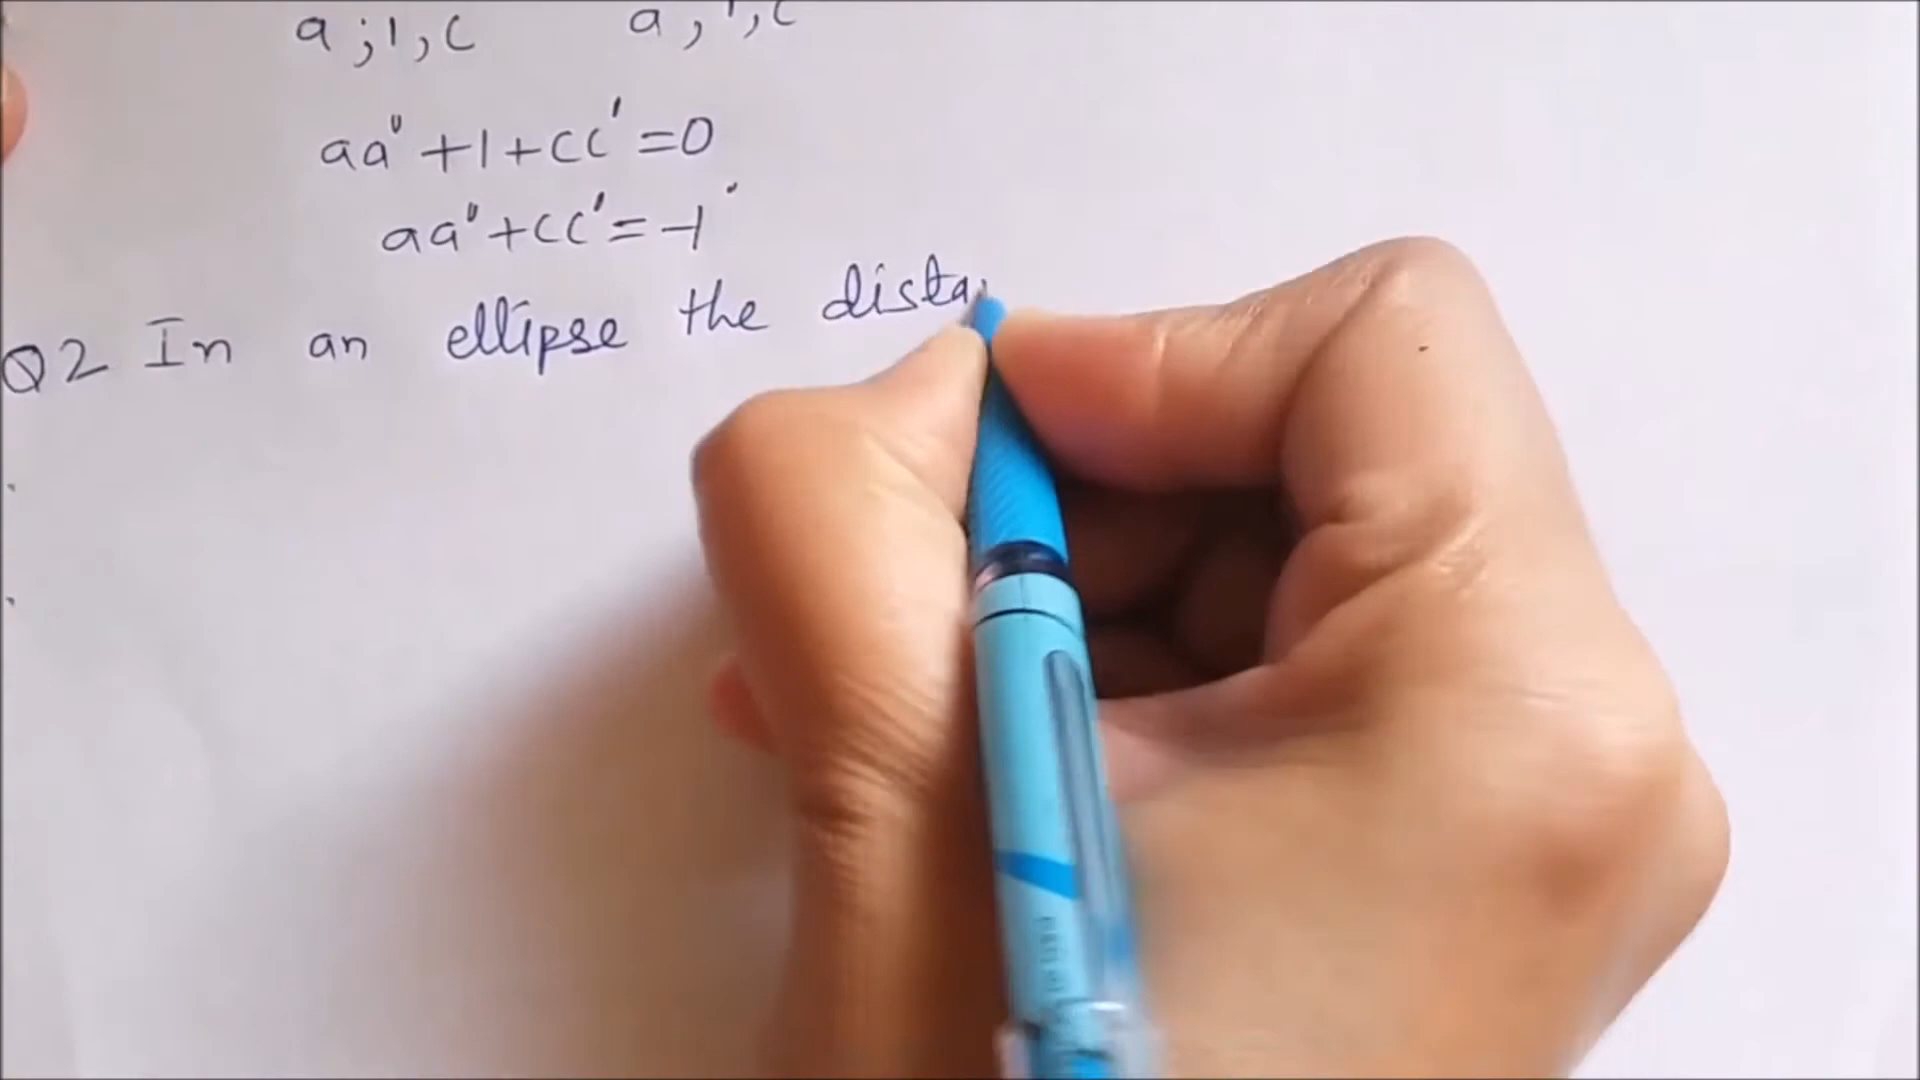 a ; 1 , c a , 1 , c
aa' + 1 + cc' = 0
aa' + cc' = -1
Q2 In an ellipse the dista